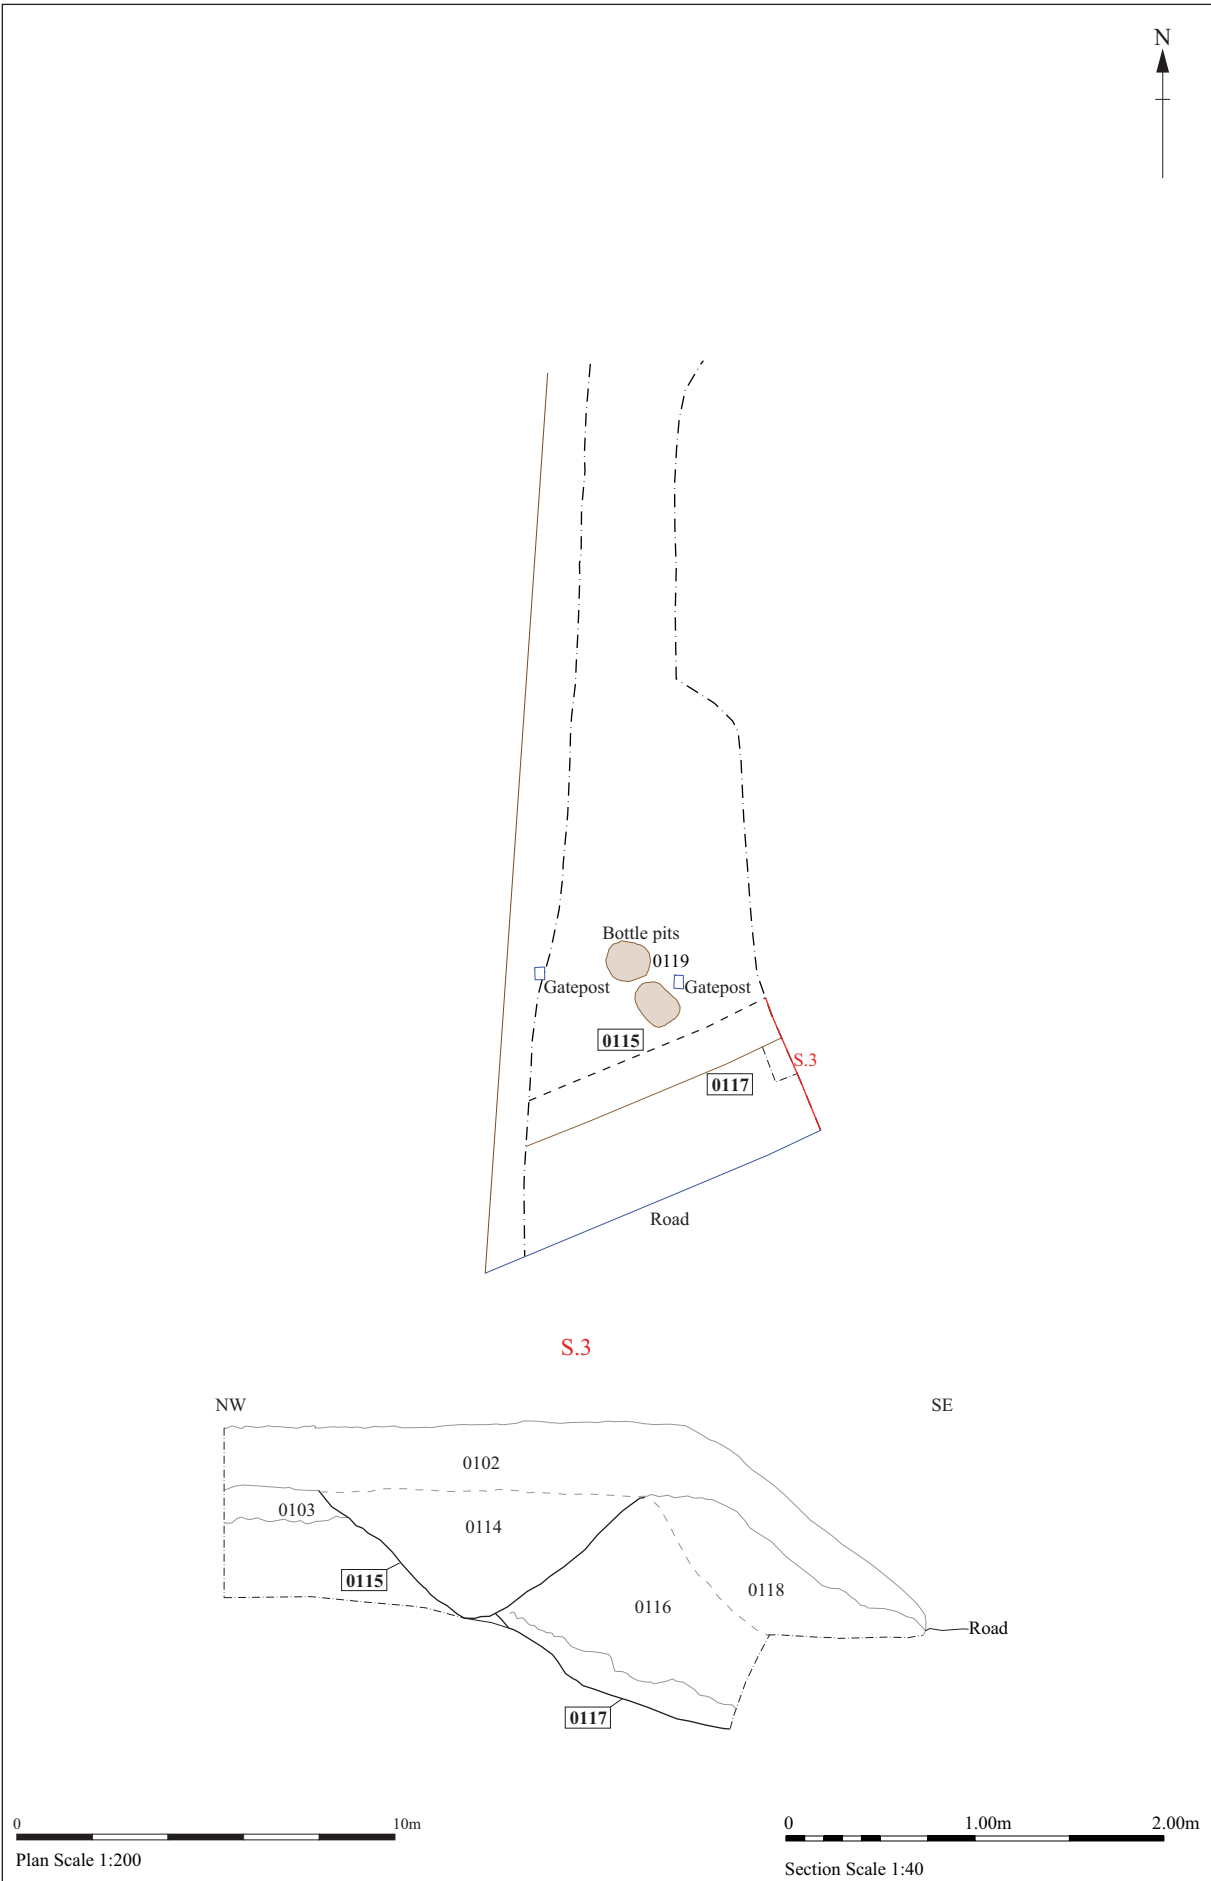 N
Bottle pits
0119
Gatepost
Gatepost
0115
S.3
0117
Road
S.3
NW
SE
0102
0103
0114
0115
0118
0116
Road
0117
0 10m
Plan Scale 1:200
0 1.00m 2.00m
Section Scale 1:40